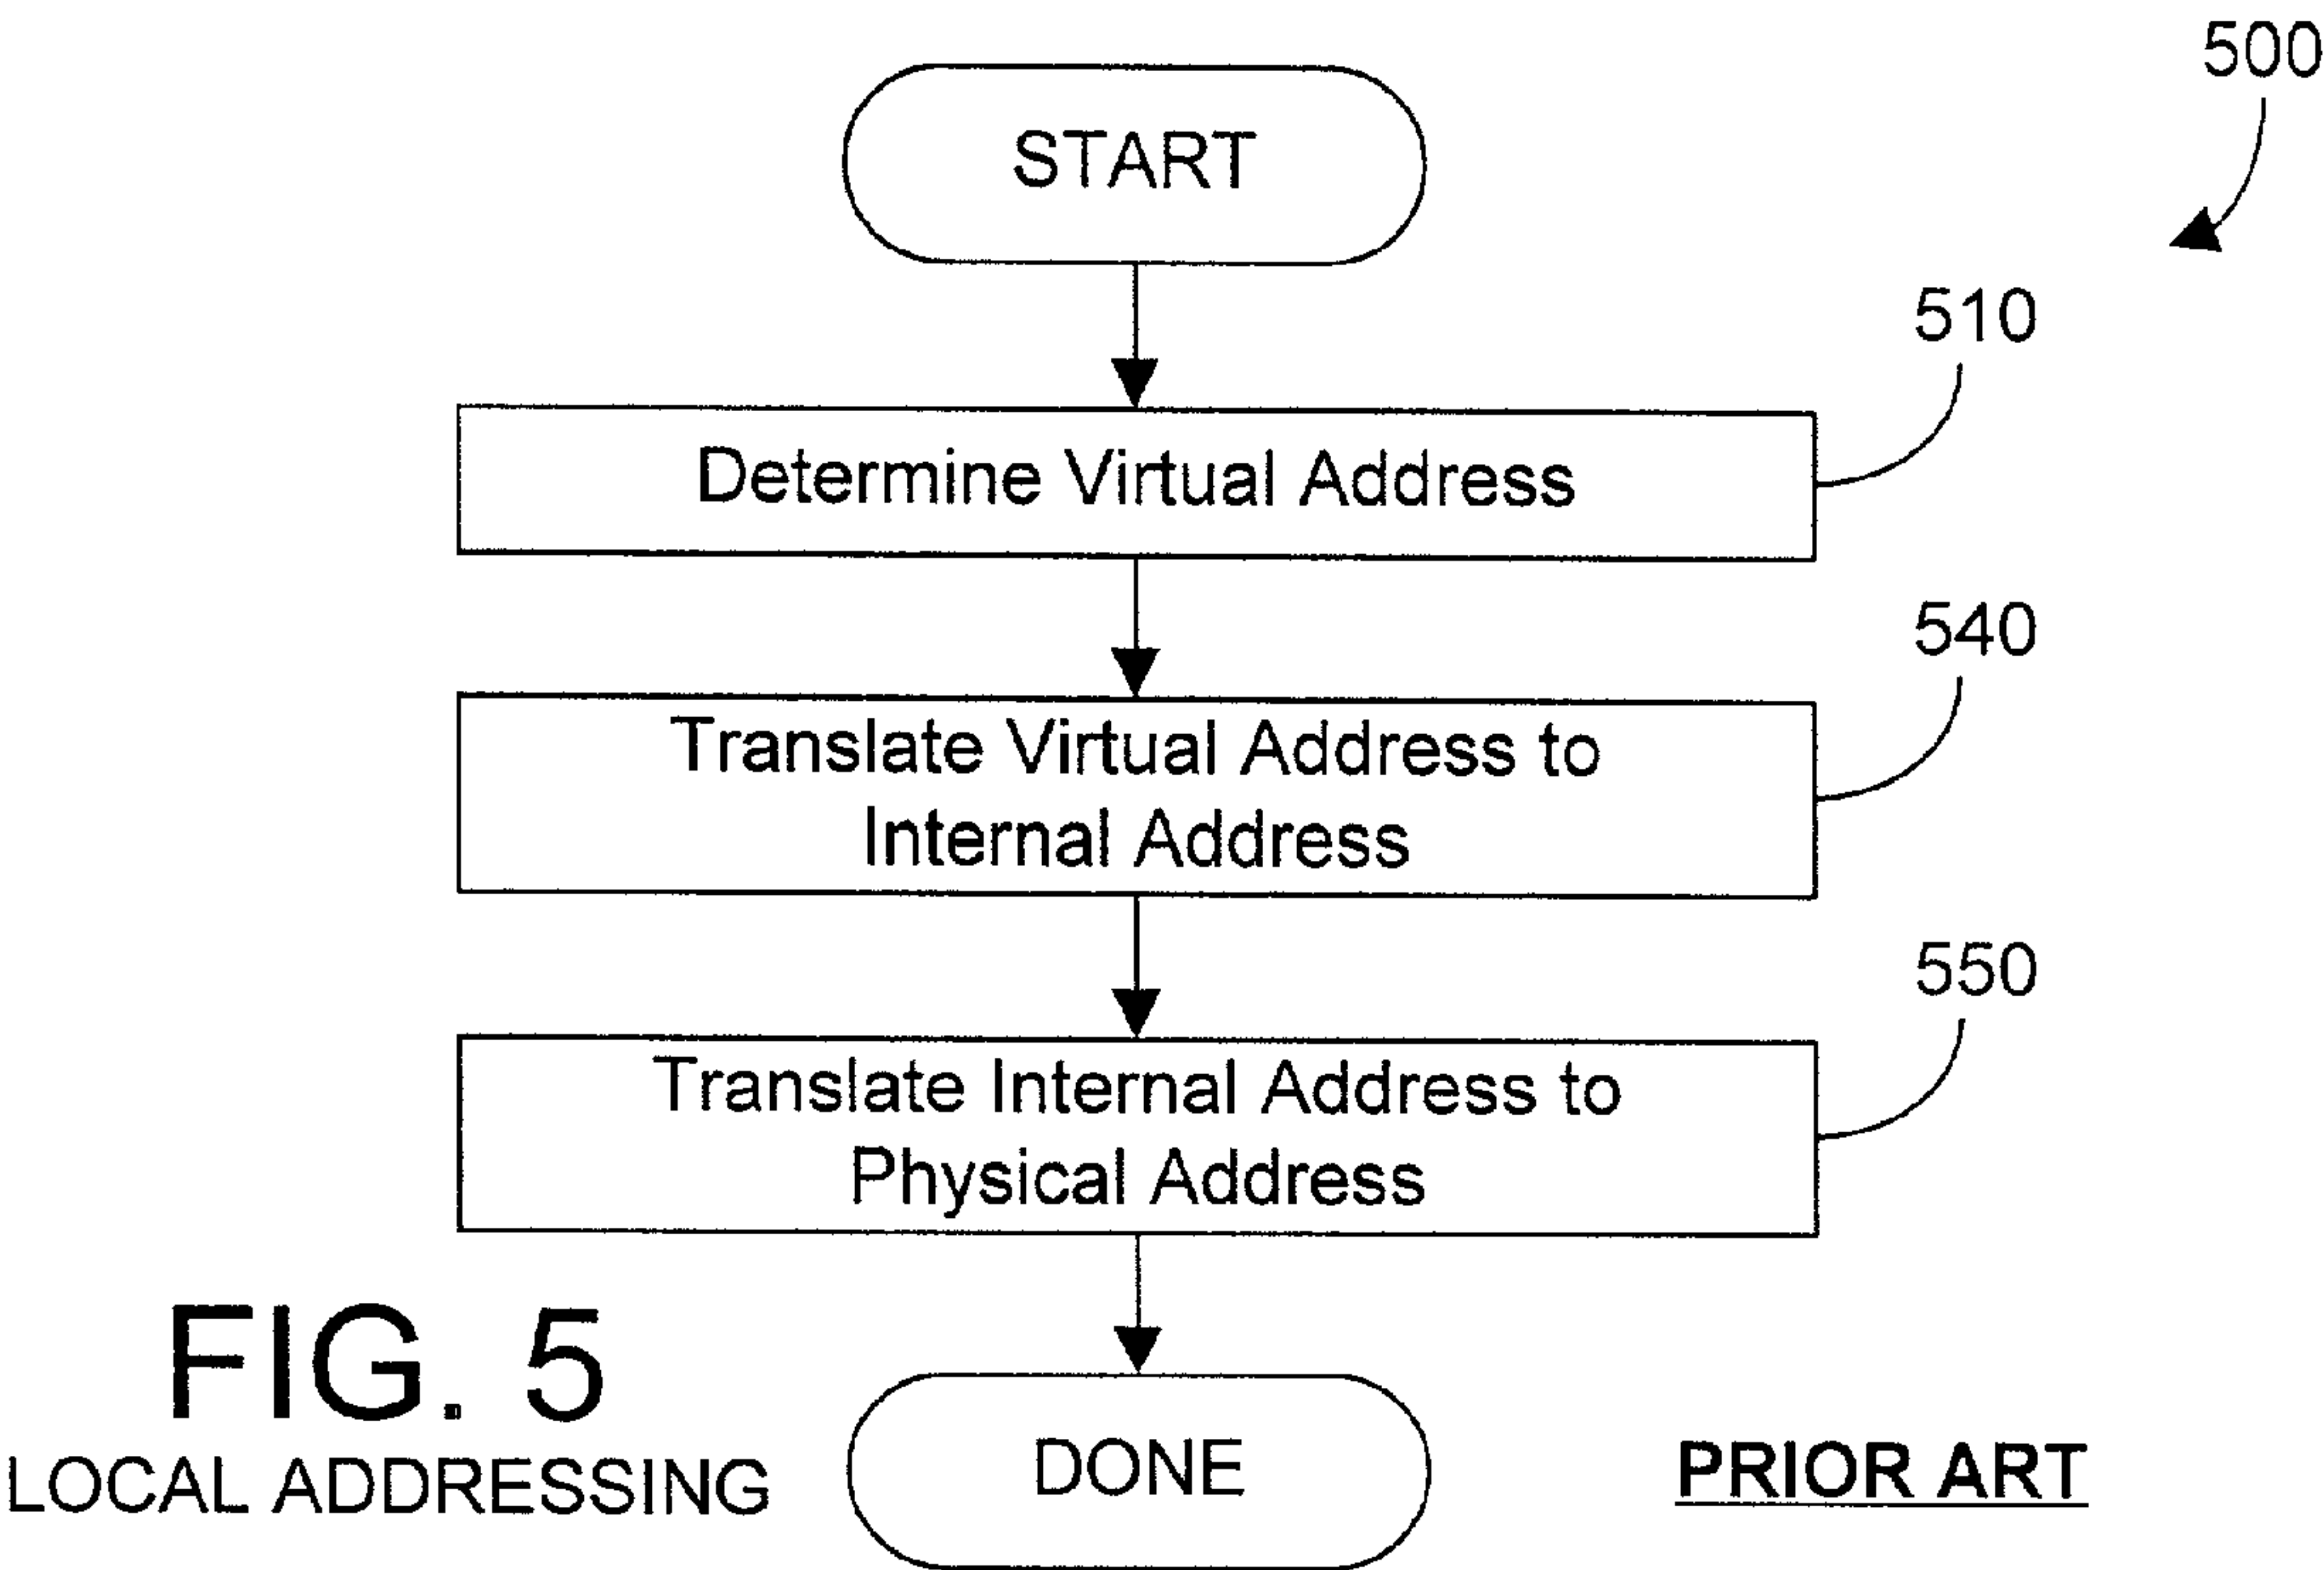 500
START
510
Determine Virtual Address
540
Translate Virtual Address to
Internal Address
550
Translate Internal Address to
Physical Address
FIG. 5
LOCAL ADDRESSING
DONE
PRIOR ART